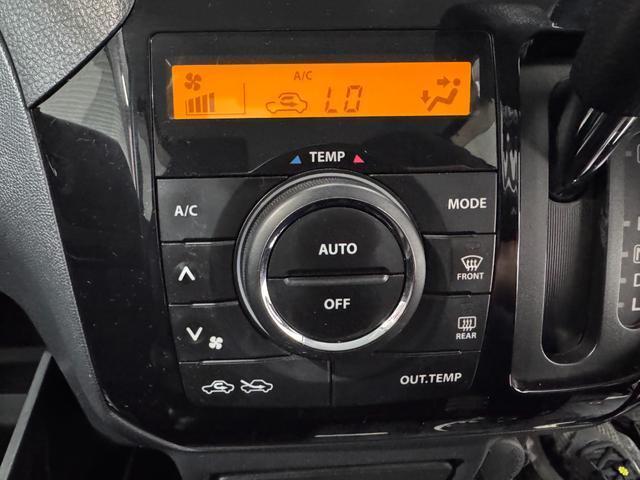 A/C
LO
TEMP
A/C
MODE
AUTO
OFF
FRONT
REAR
OUT.TEMP
D
L